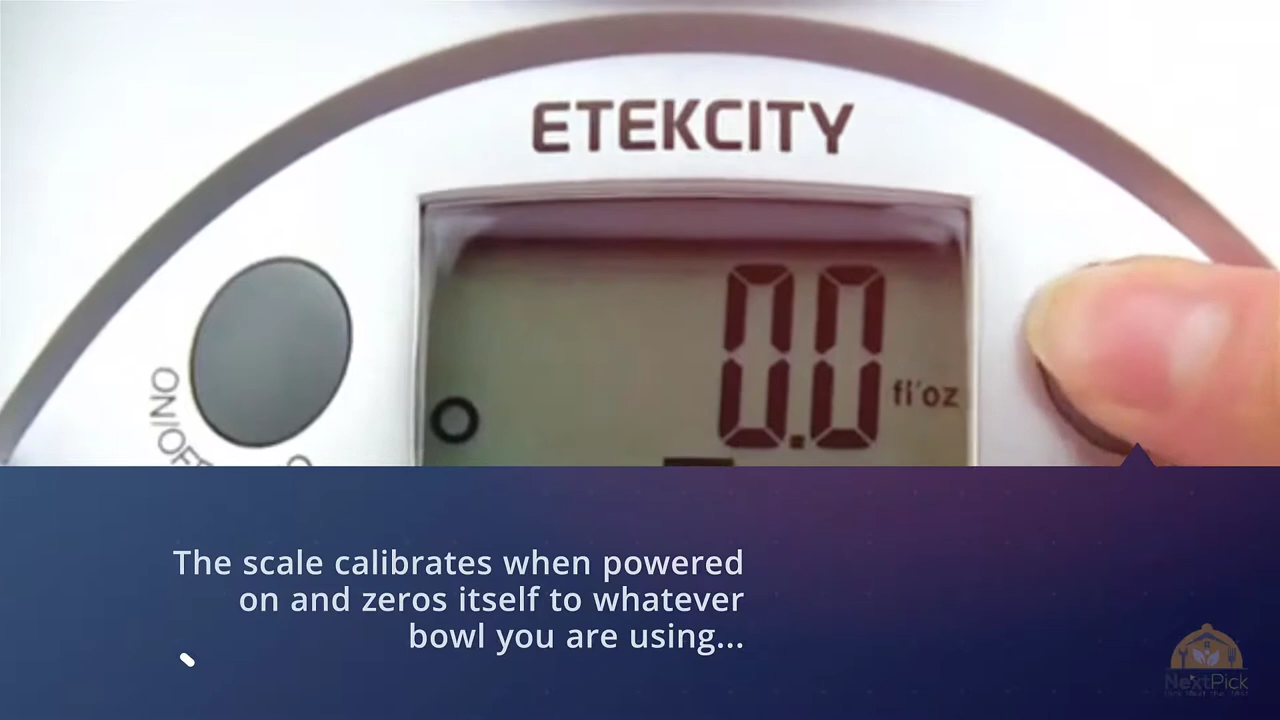 ETEKCITY
0.0
fl'oz
ON/OFF
The scale calibrates when powered
on and zeros itself to whatever
bowl you are using...
NextPick